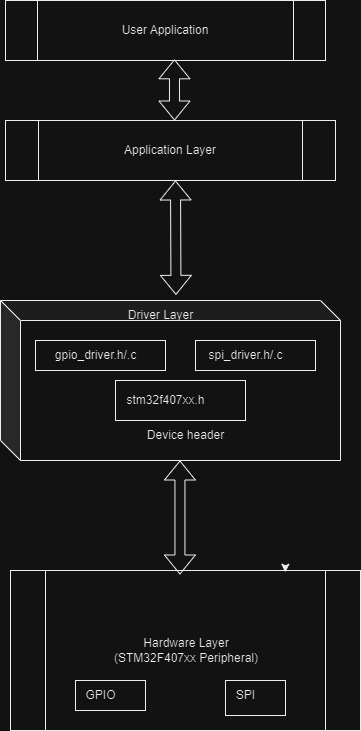 User Application
Application Layer
Driver Layer
gpio_driver.h/.c
spi_driver.h/.c
stm32f407xx.h
Device header
Hardware Layer
(STM32F407xx Peripheral)
GPIO
SPI